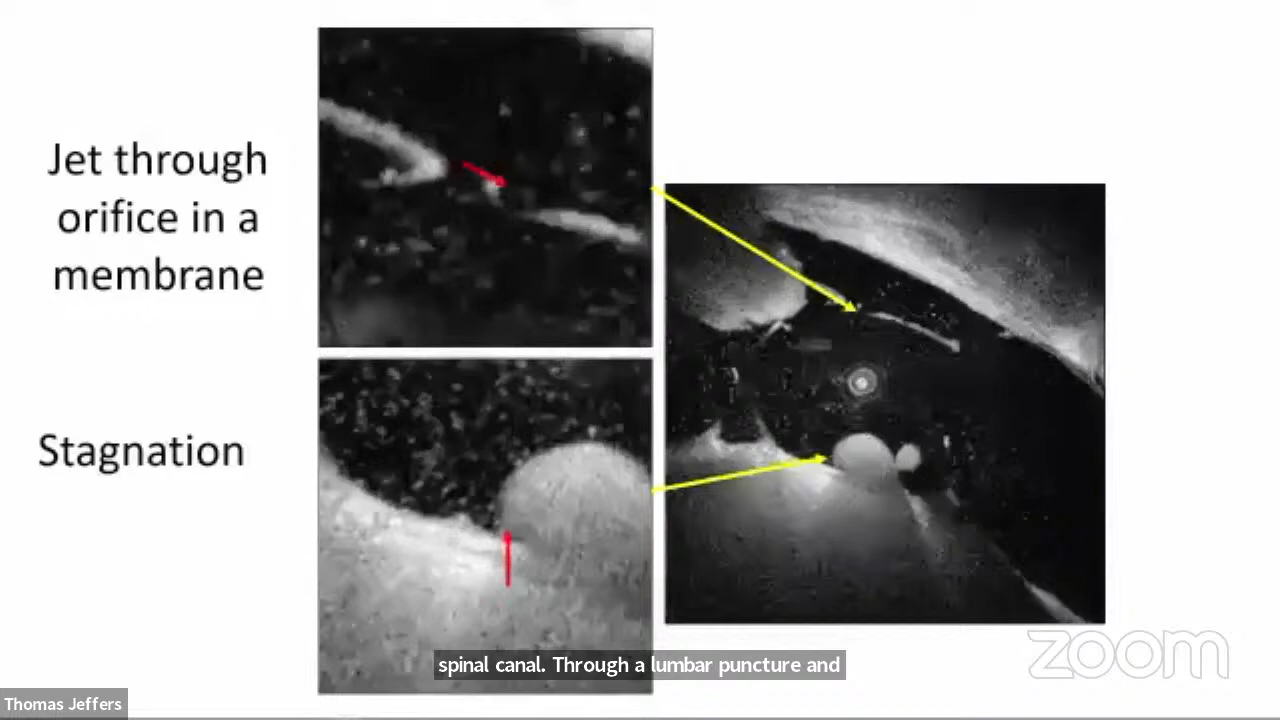 Jet through
orifice in a
membrane
Stagnation
spinal canal. Through a lumbar puncture and
zoom
Thomas Jeffers